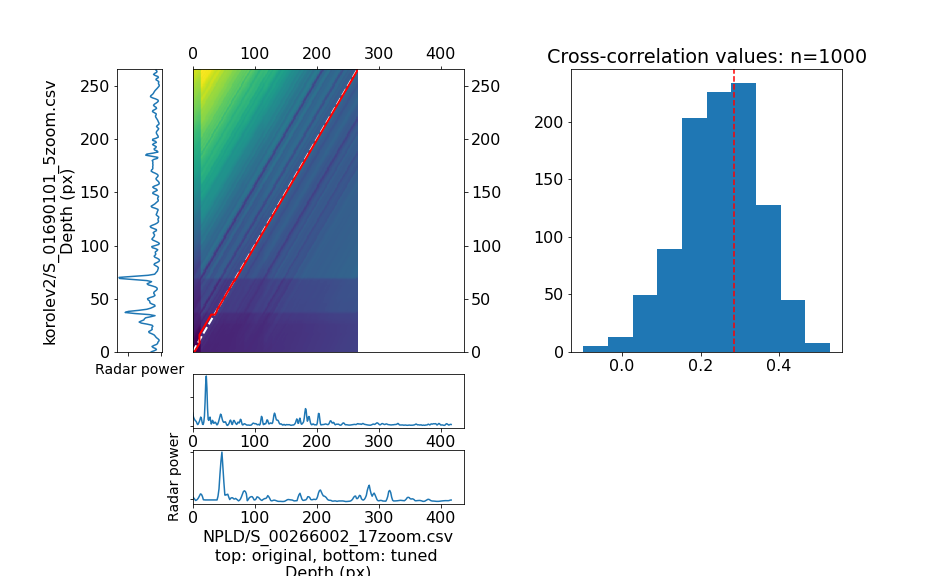 0 100 200 300 400
Cross-correlation values: n=1000
korolev2/S_01690101_5zoom.csv
Depth (px)
250
200
150
100
50
0
Radar power
250
200
150
100
50
0
200
150
100
50
0
0.0 0.2 0.4
0 100 200 300 400
Radar power
0 100 200 300 400
NPLD/S_00266002_17zoom.csv
top: original, bottom: tuned
Depth (px)